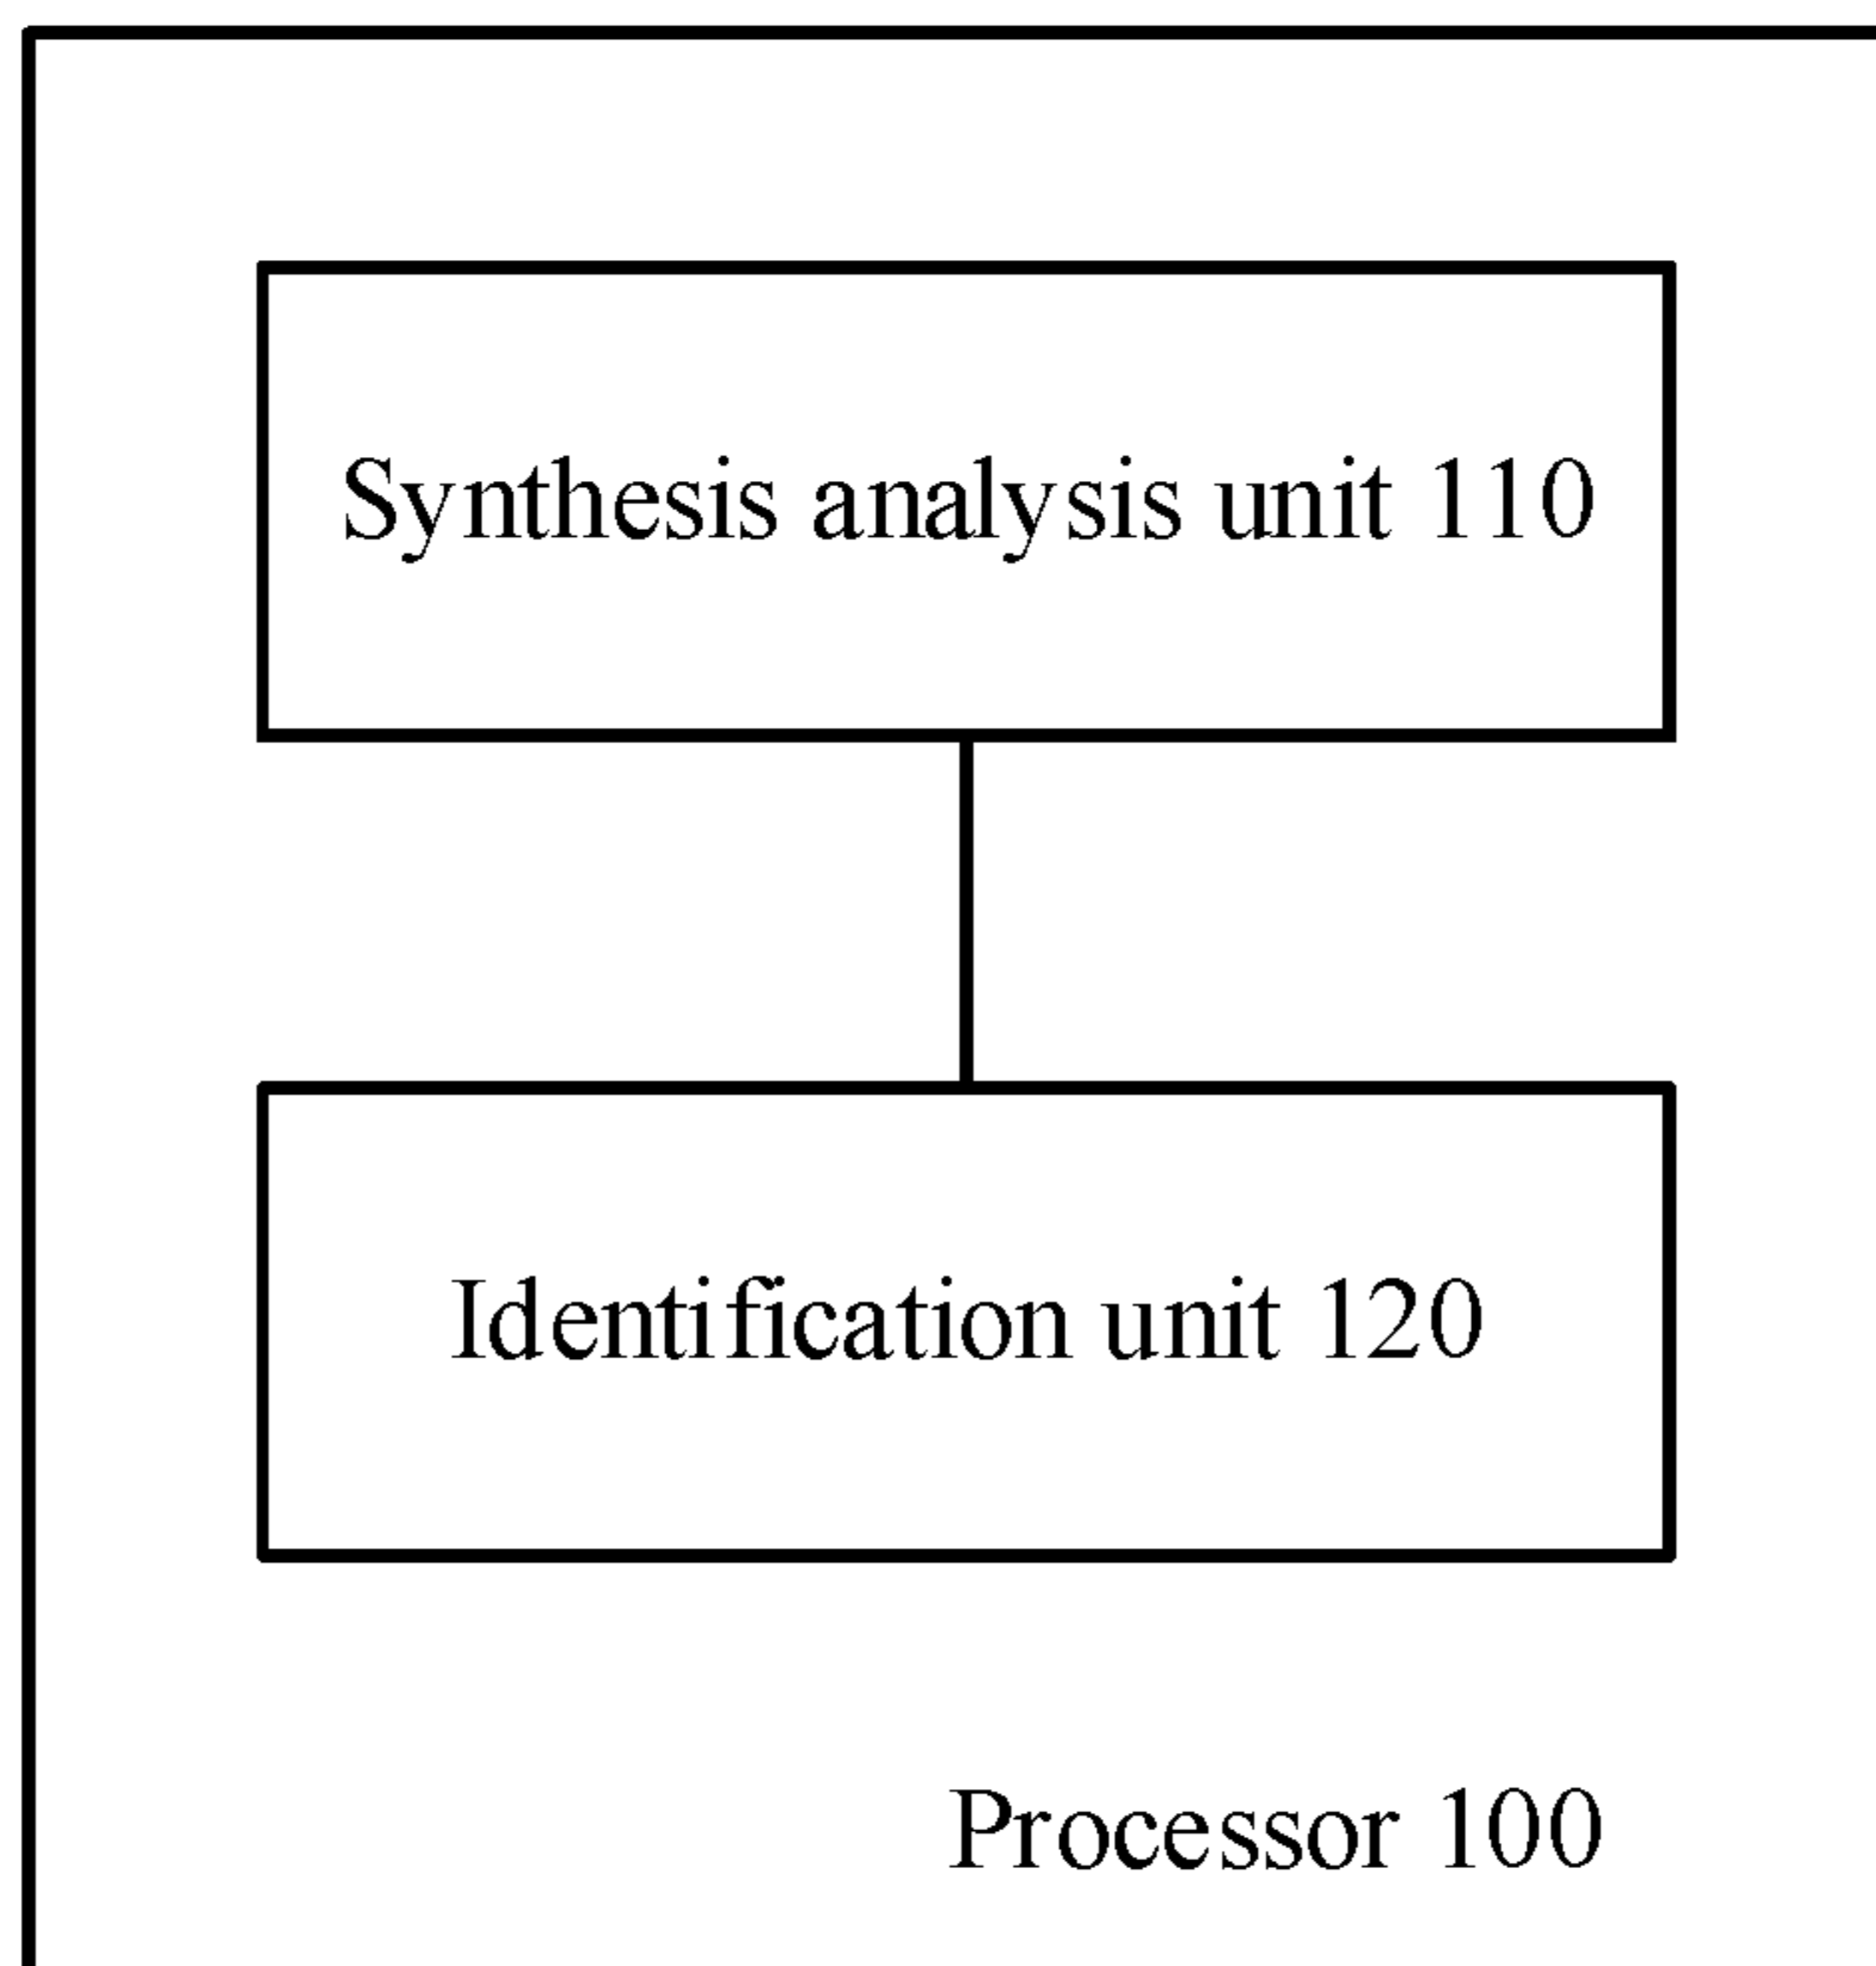 Synthesis analysis unit 110
Identification unit 120
Processor 100